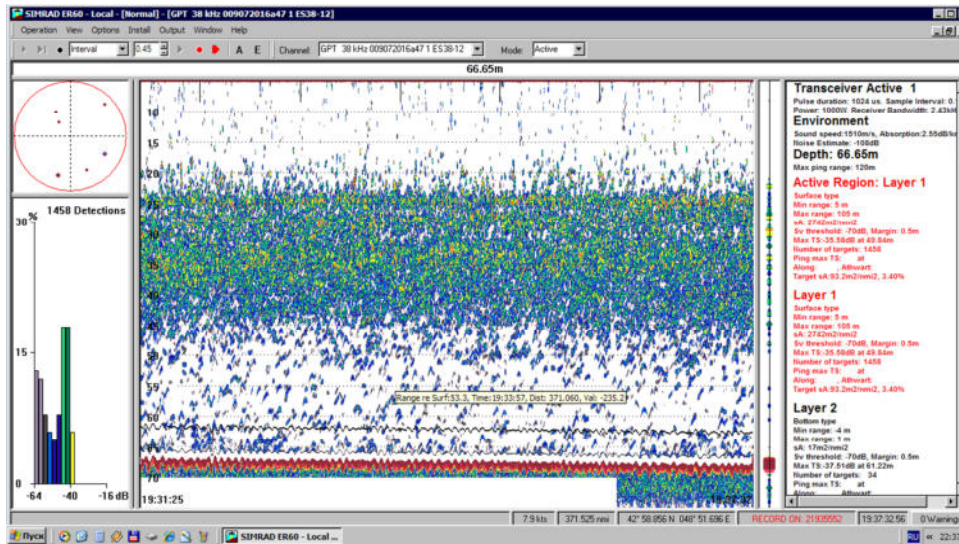 SIMRAD ER60 - Local - [Normal] - [GPT 38 kHz 009072016a47 1 ES38-12]
Operation View Options Install Output Window Help
Interval 0.45 A E Channel: GPT 38 kHz 009072016a47 1 ES38-12 Mode: Active
66.65m
10
15
20
25
35
40
45
50
55
60
70
Range re Surf:53.3, Time:19:33:57, Dist: 371.060, Val: -235.2
19:31:25
% 1458 Detections
30
15
0
-64 -40 -16 dB
Transceiver Active 1
Pulse duration: 1024 us. Sample Interval: 0.
Power: 1000W. Receiver Bandwidth: 2.43kH
Environment
Sound speed:1510m/s, Absorption:2.55dB/k
Noise Estimate: -108dB
Depth: 66.65m
Max ping range: 120m
Active Region: Layer 1
Surface type
Min range: 5 m
Max range: 105 m
sA: 2742m2/nmi2
Sv threshold: -70dB, Margin: 0.5m
Max TS:-35.58dB at 49.84m
Number of targets: 1458
Ping max TS: at
Along: , Athwart:
Target sA:93.2m2/nmi2, 3.40%
Layer 1
Surface type
Min range: 5 m
Max range: 105 m
sA: 2742m2/nmi2
Sv threshold: -70dB, Margin: 0.5m
Max TS:-35.58dB at 49.84m
Number of targets: 1458
Ping max TS: at
Along: , Athwart:
Target sA:93.2m2/nmi2, 3.40%
Layer 2
Bottom type
Min range: -4 m
Max range: 1 m
sA: 17m2/nmi2
Sv threshold: -70dB, Margin: 0.5m
Max TS:-37.51dB at 61.22m
Number of targets: 34
Ping max TS: at
Along: Athwart:
7.9 kts 371.525 nmi 42° 58.856 N 048° 51.696 E RECORD ON: 21935552 19:37:32.56 0 Warning
Пуск SIMRAD ER60 - Local ... RU « 22:37